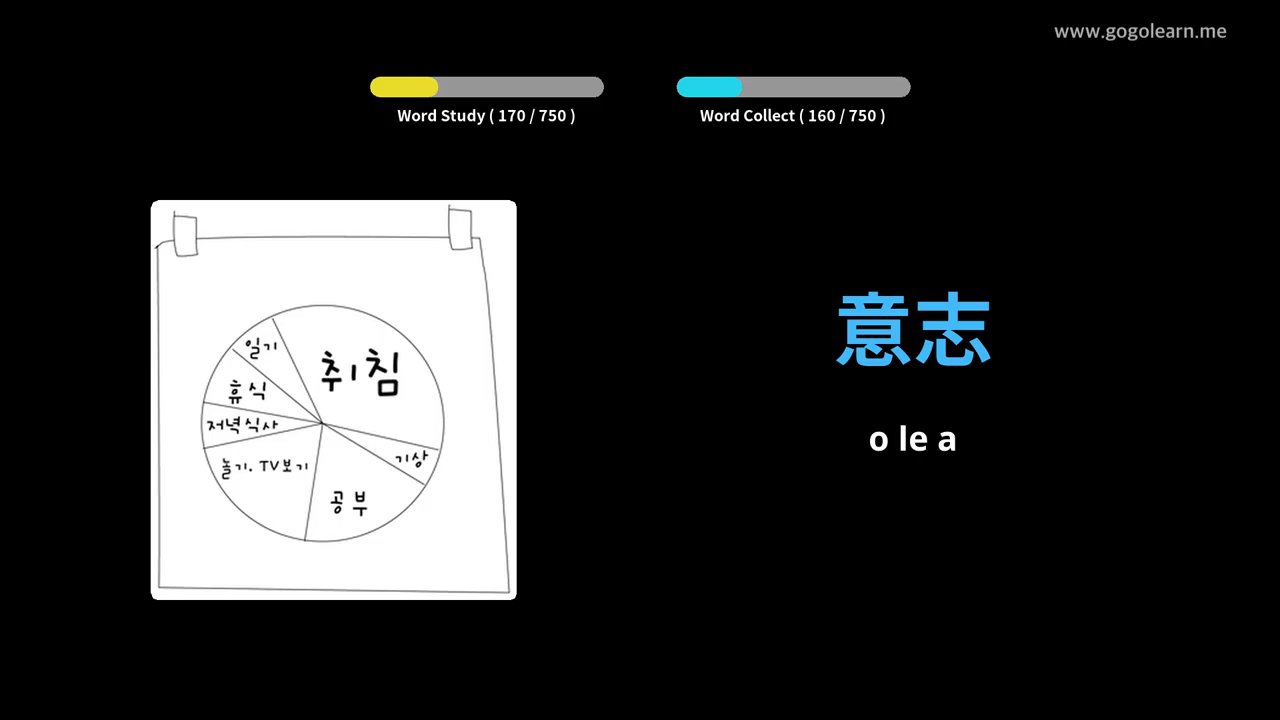 www.gogolearn.me
Word Study ( 170 / 750 )
Word Collect ( 160 / 750 )
일기
취침
휴식
저녁식사
기상
놀기. TV보기
공부
意志
o le a